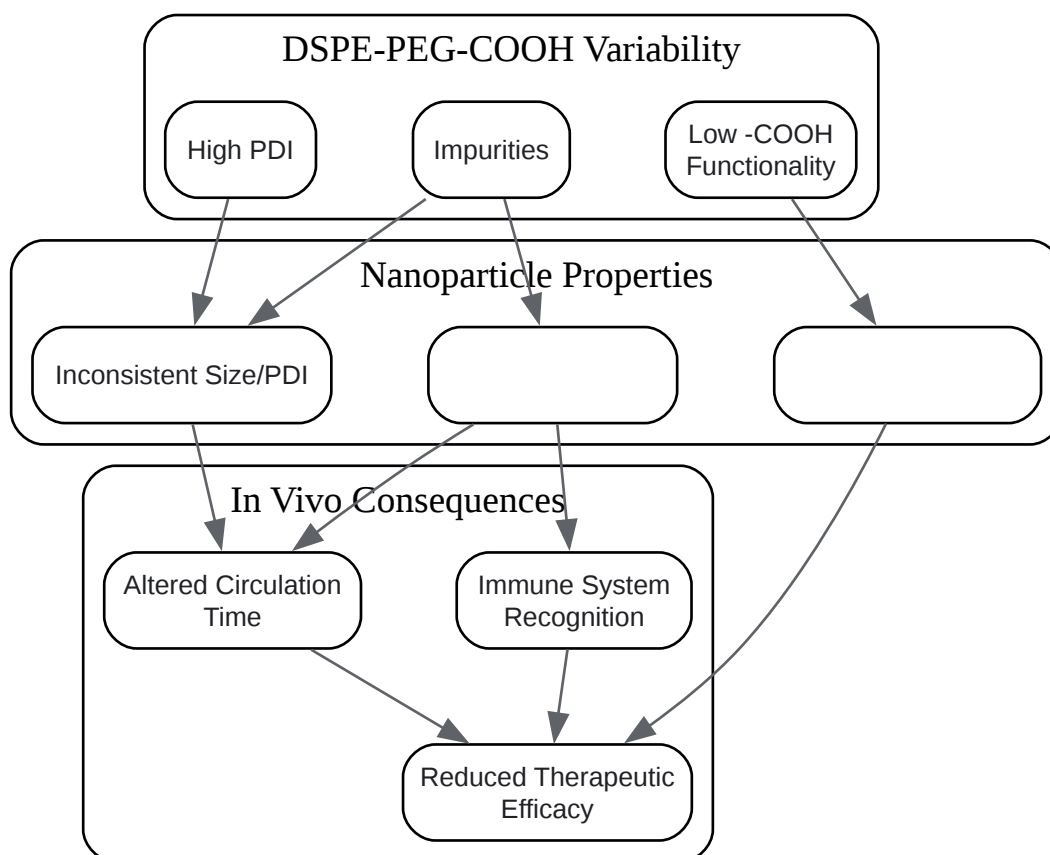 DSPE-PEG-COOH Variability
High PDI
Impurities
Low -COOH
Functionality
Nanoparticle Properties
Inconsistent Size/PDI
In Vivo Consequences
Altered Circulation
Time
Immune System
Recognition
Reduced Therapeutic
Efficacy